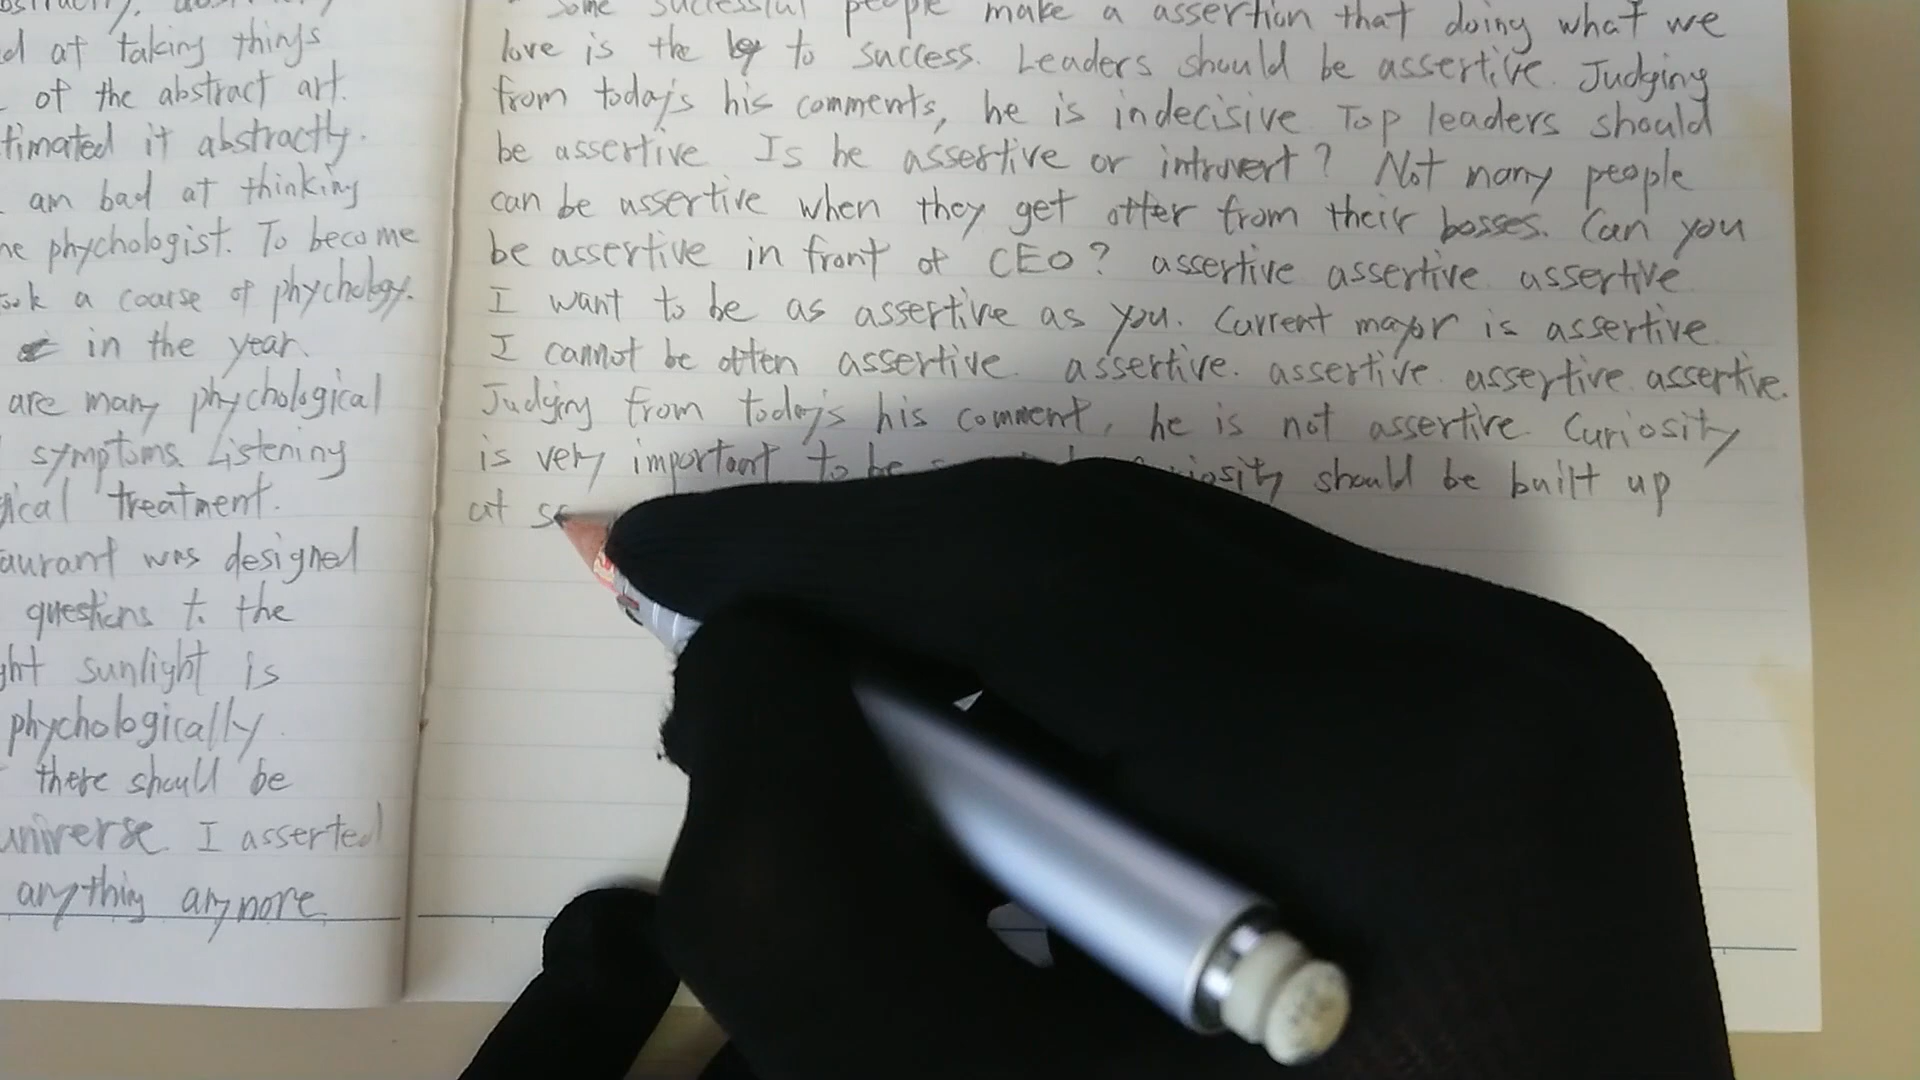 at taking things
of the abstract art.
it abstractly.
am bad at thinking
phychologist. To become
a coarse of phychology.
in the year.
are many phychological
symptoms. Listening
treatment.
was designed
questions to the
sunlight is
phychologically
there should be
universe. I asserted
anything anymore
some successful people make a assertion that doing what we
love is the key to success. Leaders should be assertive. Judging
from today's his comments, he is indecisive Top leaders should
be assertive Is he assertive or introvert? Not many people
can be assertive when they get otter from their bosses. Can you
be assertive in front of CEO? assertive assertive assertive
I want to be as assertive as you. Current mayor is assertive.
I cannot be often assertive. assertive. assertive. assertive. assertive.
Judging from today's his comment, he is not assertive. Curiosity
is very important to be should be built up
at